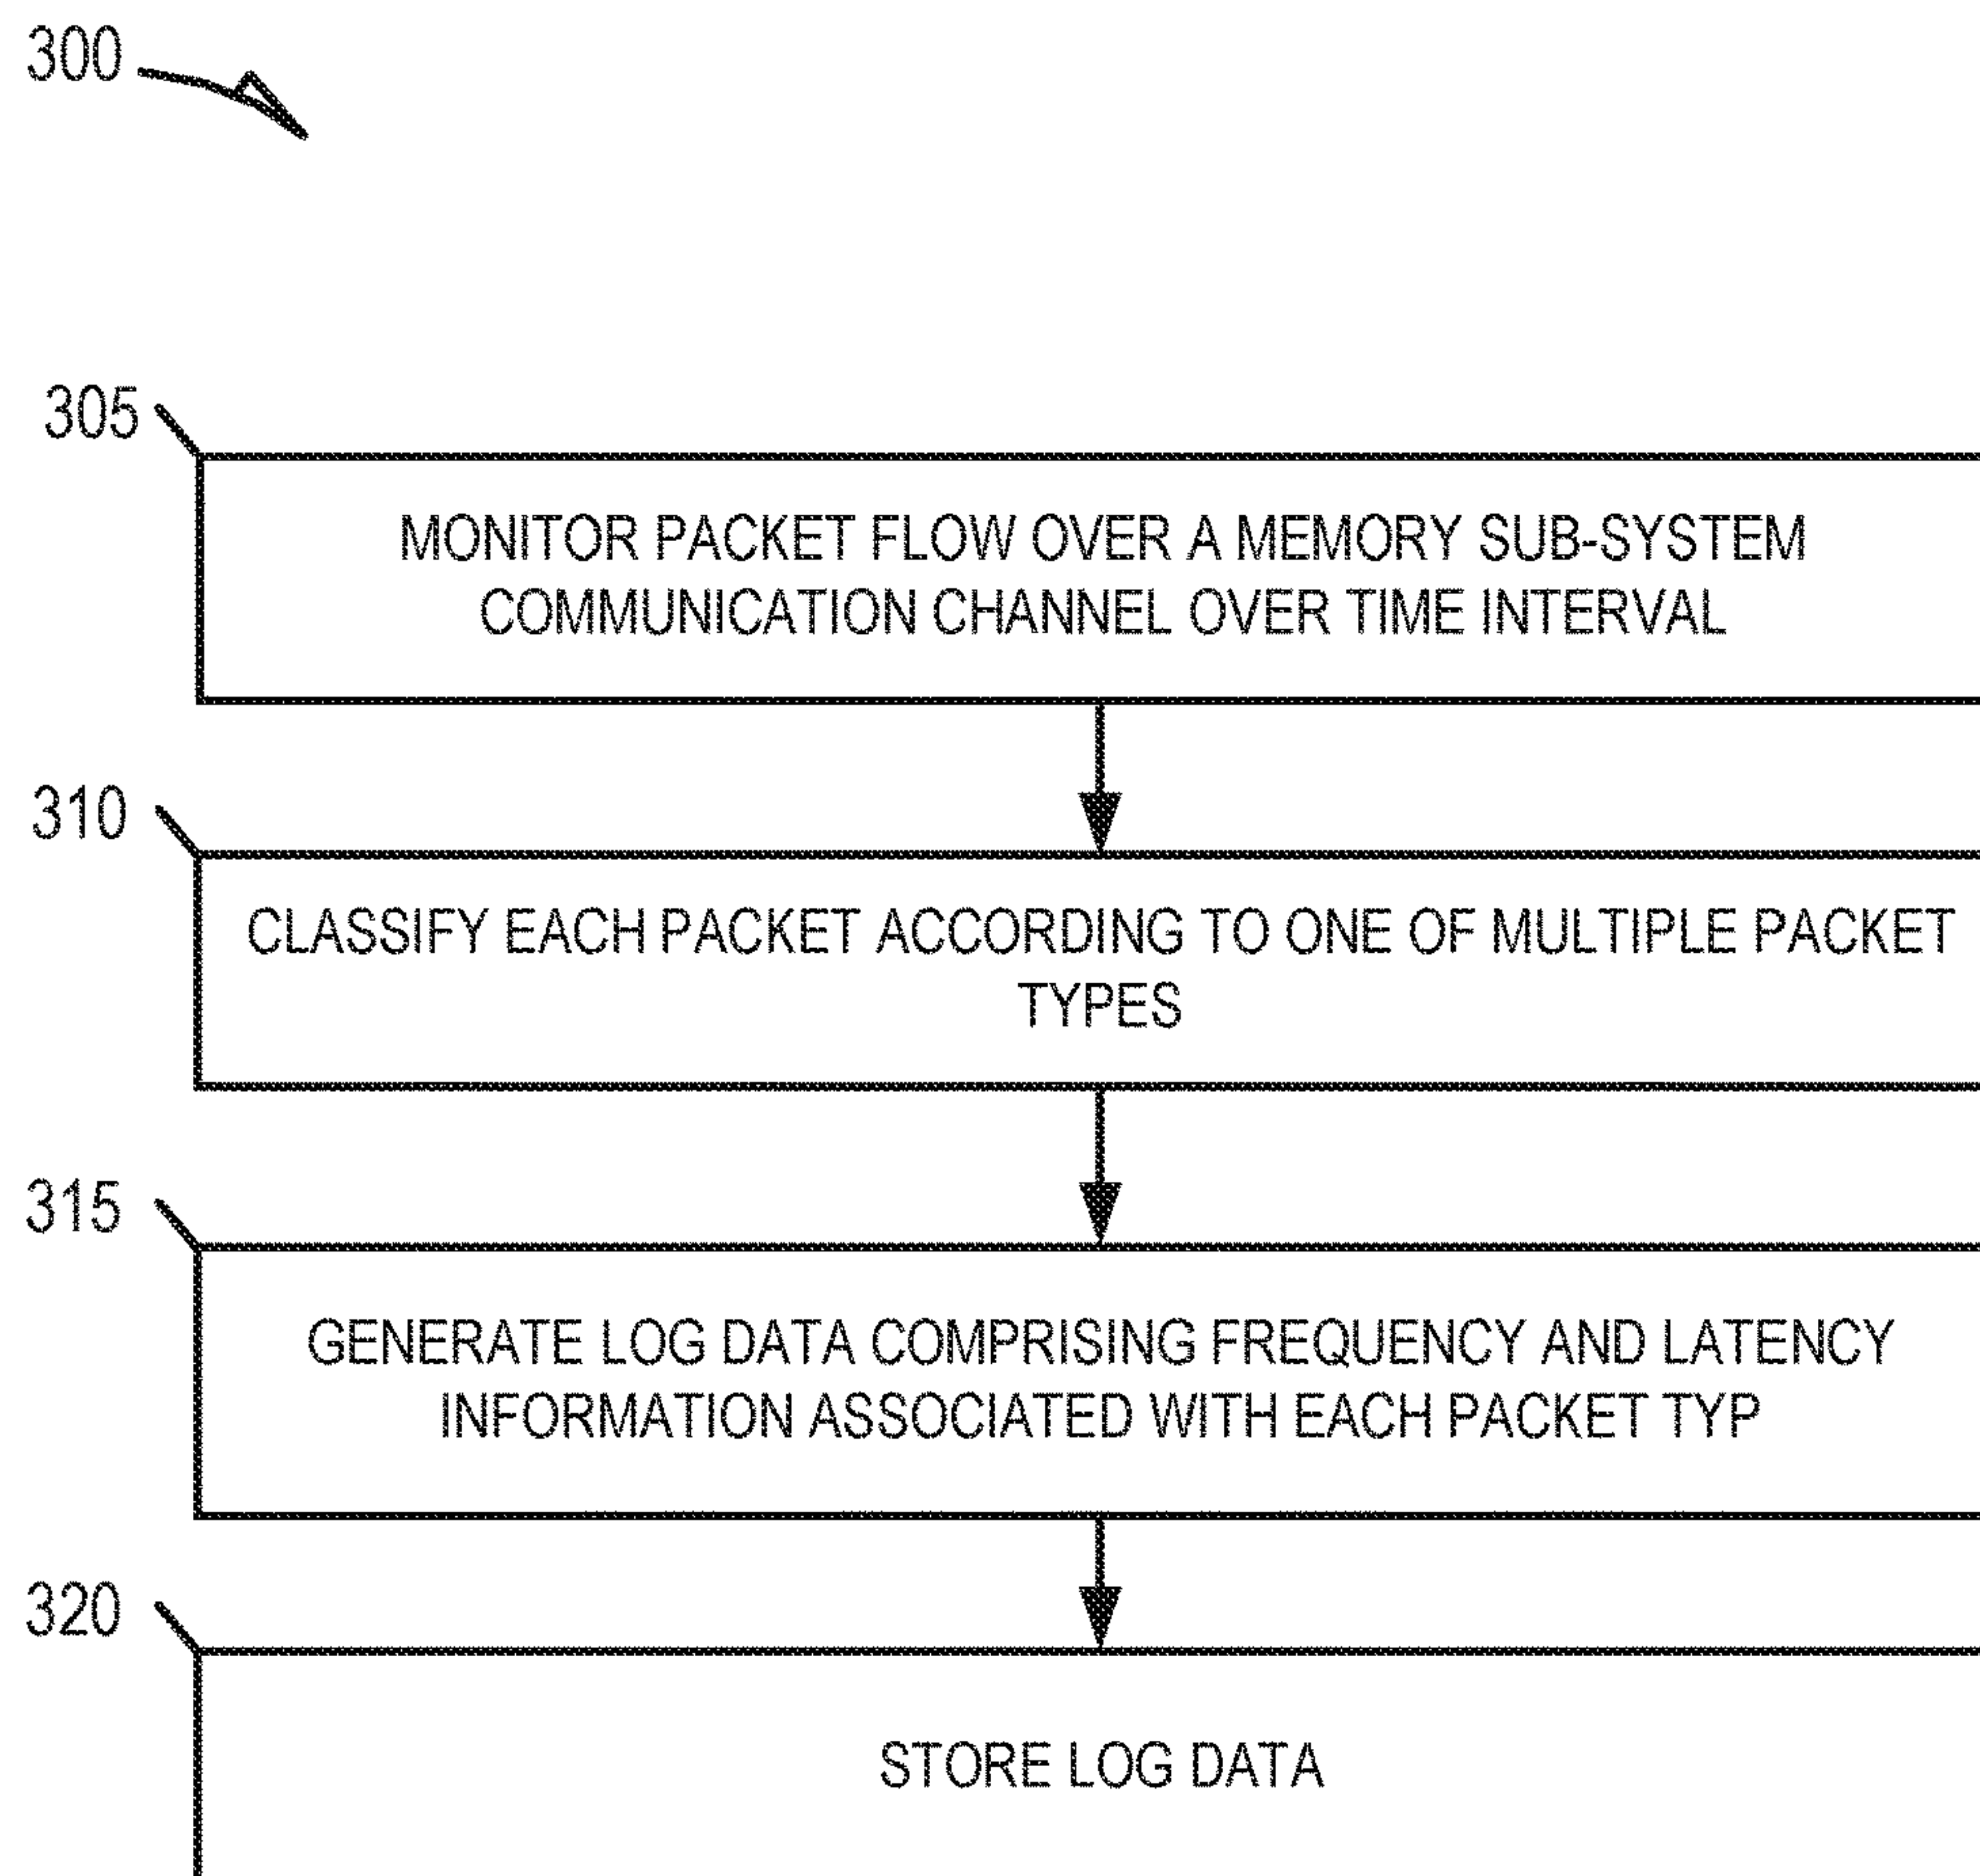 300
305
MONITOR PACKET FLOW OVER A MEMORY SUB-SYSTEM
COMMUNICATION CHANNEL OVER TIME INTERVAL
310
CLASSIFY EACH PACKET ACCORDING TO ONE OF MULTIPLE PACKET
TYPES
315
GENERATE LOG DATA COMPRISING FREQUENCY AND LATENCY
INFORMATION ASSOCIATED WITH EACH PACKET TYP
320
STORE LOG DATA